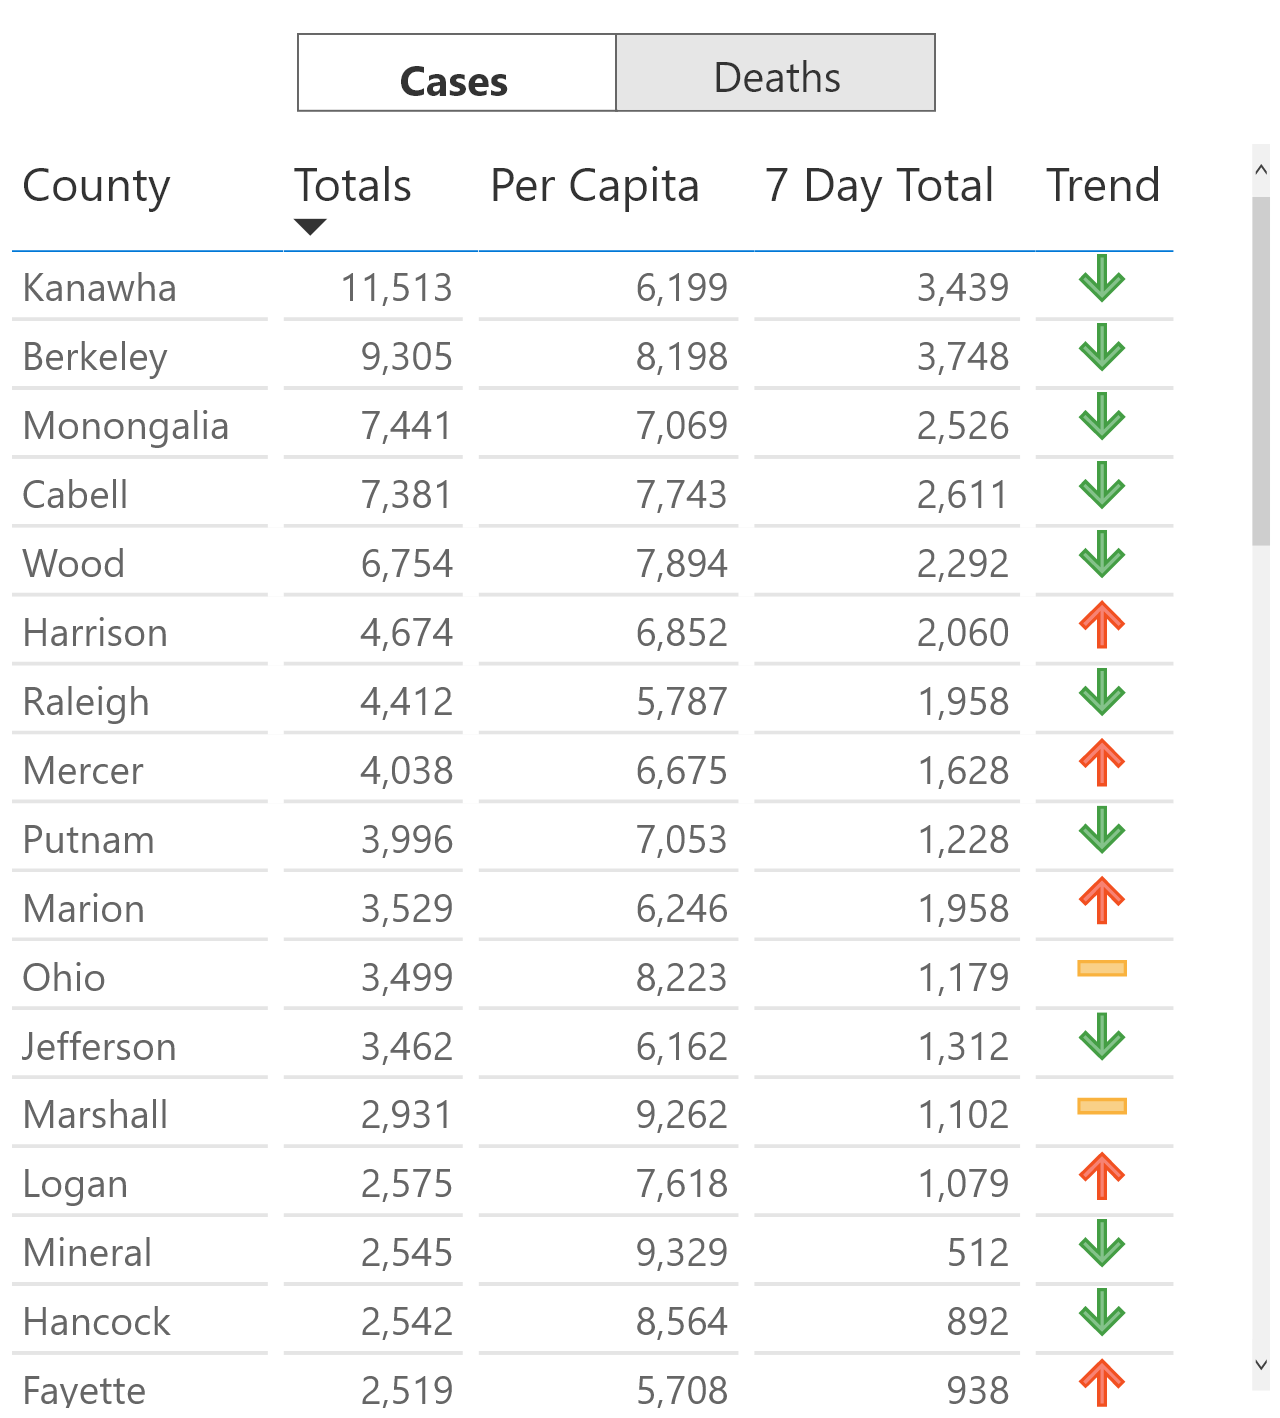 Cases Deaths
County Totals Per Capita 7 Day Total Trend
Kanawha 11,513 6,199 3,439
Berkeley 9,305 8,198 3,748
Monongalia 7,441 7,069 2,526
Cabell 7,381 7,743 2,611
Wood 6,754 7,894 2,292
Harrison 4,674 6,852 2,060
Raleigh 4,412 5,787 1,958
Mercer 4,038 6,675 1,628
Putnam 3,996 7,053 1,228
Marion 3,529 6,246 1,958
Ohio 3,499 8,223 1,179
Jefferson 3,462 6,162 1,312
Marshall 2,931 9,262 1,102
Logan 2,575 7,618 1,079
Mineral 2,545 9,329 512
Hancock 2,542 8,564 892
Fayette 2,519 5,708 938